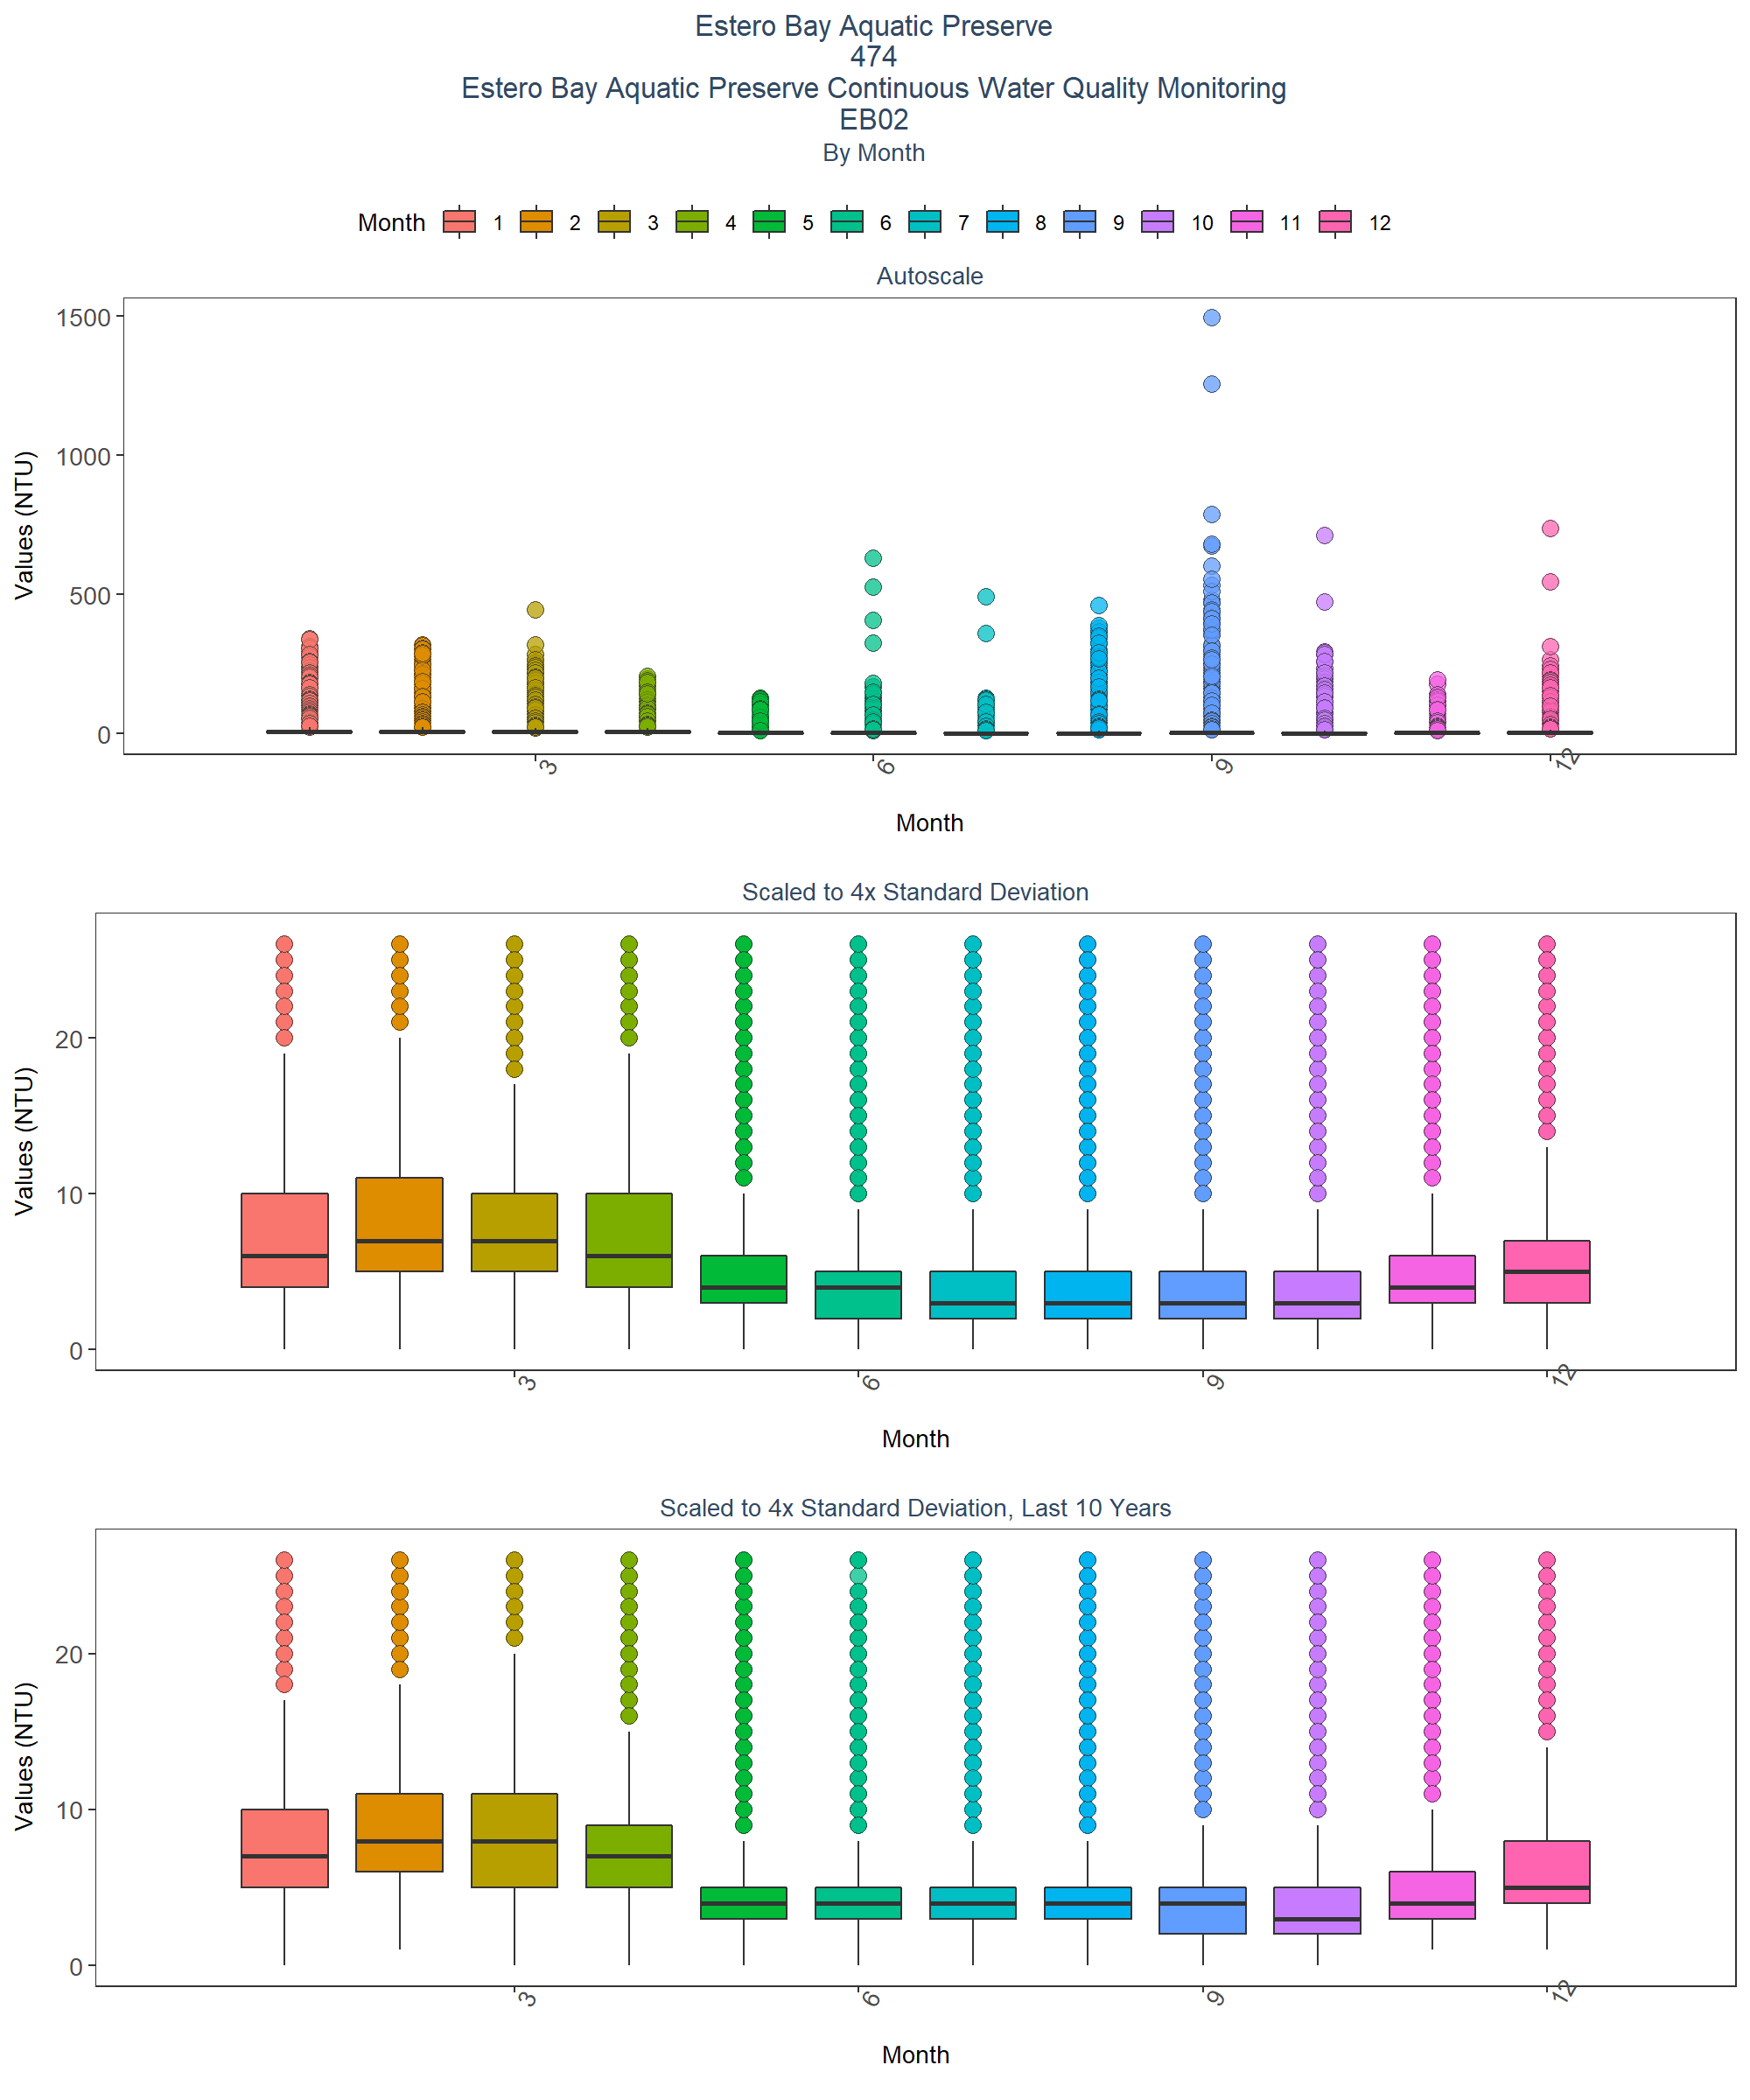 Estero Bay Aquatic Preserve
474
Estero Bay Aquatic Preserve Continuous Water Quality Monitoring
EB02
By Month
Month 1 2 3 4 5 6 7 8 9 10 11 12
Autoscale
Values (NTU)
1500
1000
500
0
3 6 9 12
Month
Scaled to 4x Standard Deviation
Values (NTU)
20
10
0
3 6 9 12
Month
Scaled to 4x Standard Deviation, Last 10 Years
Values (NTU)
20
10
0
3 6 9 12
Month